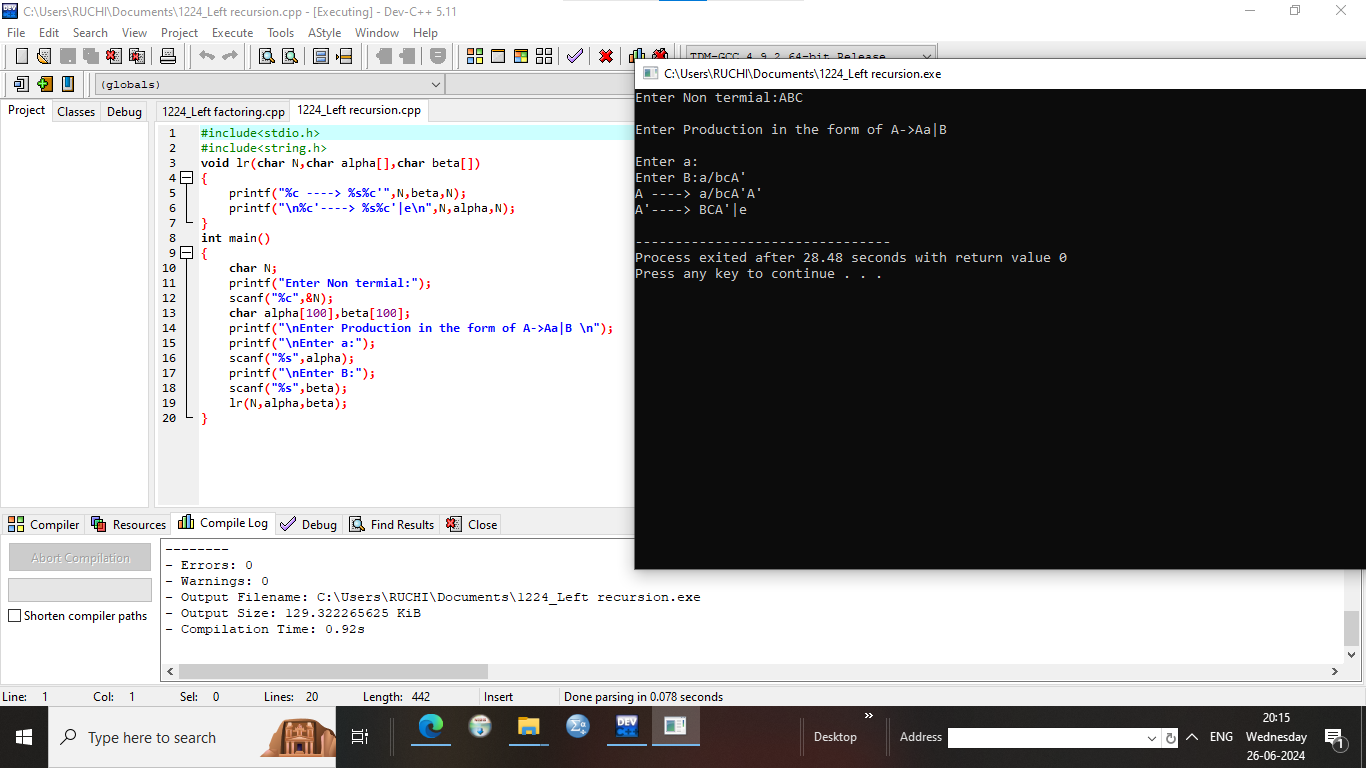 C:\Users\RUCHI\Documents\1224_Left recursion.cpp - [Executing] - Dev-C++ 5.11
File Edit Search View Project Execute Tools AStyle Window Help
TDM-GCC 4.9.2 64-bit Release
(globals)
Project Classes Debug
1224_Left factoring.cpp 1224_Left recursion.cpp
1 #include<stdio.h>
2 #include<string.h>
3 void lr(char N,char alpha[],char beta[])
4 {
5 printf("%c ----> %s%c'",N,beta,N);
6 printf("\n%c'----> %s%c'|e\n",N,alpha,N);
7 }
8 int main()
9 {
10 char N;
11 printf("Enter Non termial:");
12 scanf("%c",&N);
13 char alpha[100],beta[100];
14 printf("\nEnter Production in the form of A->Aa|B \n");
15 printf("\nEnter a:");
16 scanf("%s",alpha);
17 printf("\nEnter B:");
18 scanf("%s",beta);
19 lr(N,alpha,beta);
20 }
C:\Users\RUCHI\Documents\1224_Left recursion.exe
Enter Non termial:ABC
Enter Production in the form of A->Aa|B
Enter a:
Enter B:a/bcA'
A ----> a/bcA'A'
A'----> BCA'|e
--------------------------------
Process exited after 28.48 seconds with return value 0
Press any key to continue . . .
Compiler Resources Compile Log Debug Find Results Close
Abort Compilation
Shorten compiler paths
--------
- Errors: 0
- Warnings: 0
- Output Filename: C:\Users\RUCHI\Documents\1224_Left recursion.exe
- Output Size: 129.322265625 KiB
- Compilation Time: 0.92s
Line: 1 Col: 1 Sel: 0 Lines: 20 Length: 442 Insert Done parsing in 0.078 seconds
Type here to search
DEV
Desktop
Address
ENG
20:15
Wednesday
26-06-2024
1